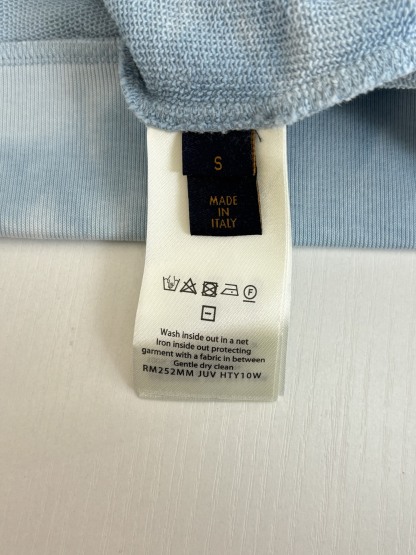 S
MADE
IN
ITALY
F
Wash inside out in a net
Iron inside out protecting
garment with a fabric in between
Gentle dry clean
RM252MM JUV HTY10W